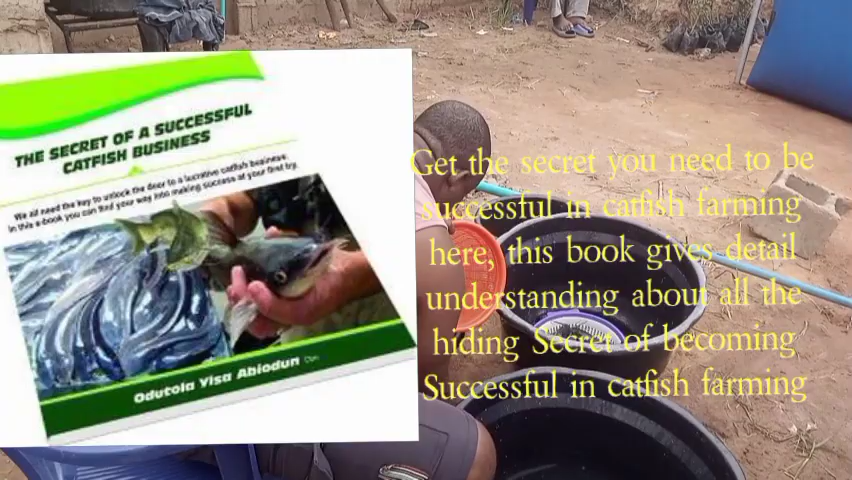 THE SECRET OF A SUCCESSFUL
CATFISH BUSINESS
We all need the key to unlock the door to a lucrative catfish business.
In this e-book you can find your way into making success at your first try.
Odutola Yisa Abiodun
Get the secret you need to be
successful in catfish farming
here, this book gives detail
understanding about all the
hiding Secret of becoming
Successful in catfish farming